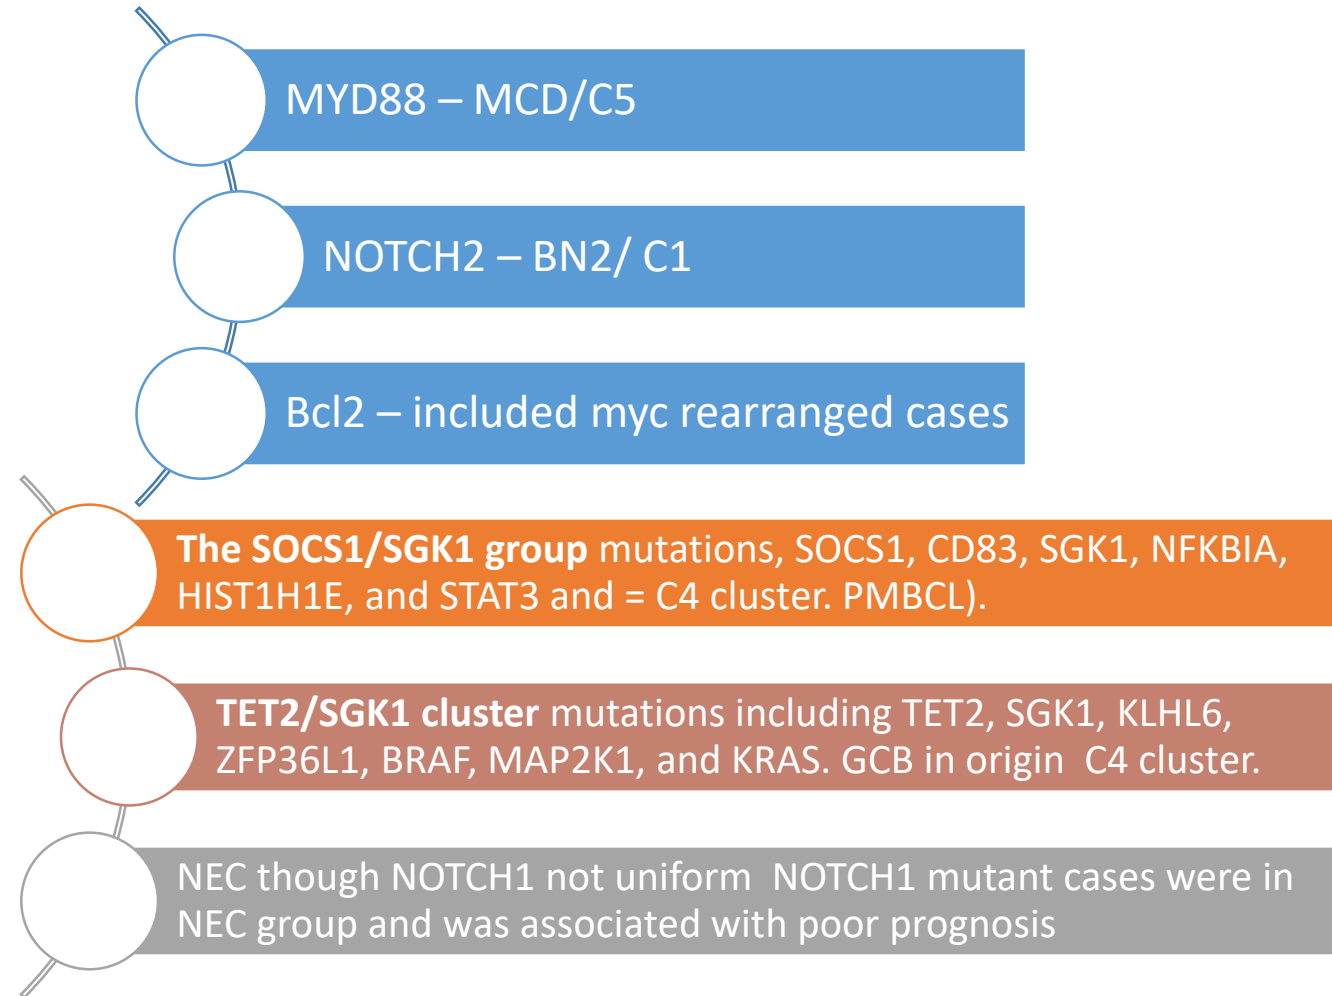 MYD88 – MCD/C5
NOTCH2 – BN2/ C1
Bcl2 – included myc rearranged cases
The SOCS1/SGK1 group mutations, SOCS1, CD83, SGK1, NFKBIA,
HIST1H1E, and STAT3 and = C4 cluster. PMBCL).
TET2/SGK1 cluster mutations including TET2, SGK1, KLHL6,
ZFP36L1, BRAF, MAP2K1, and KRAS. GCB in origin  C4 cluster.
NEC though NOTCH1 not uniform  NOTCH1 mutant cases were in
NEC group and was associated with poor prognosis